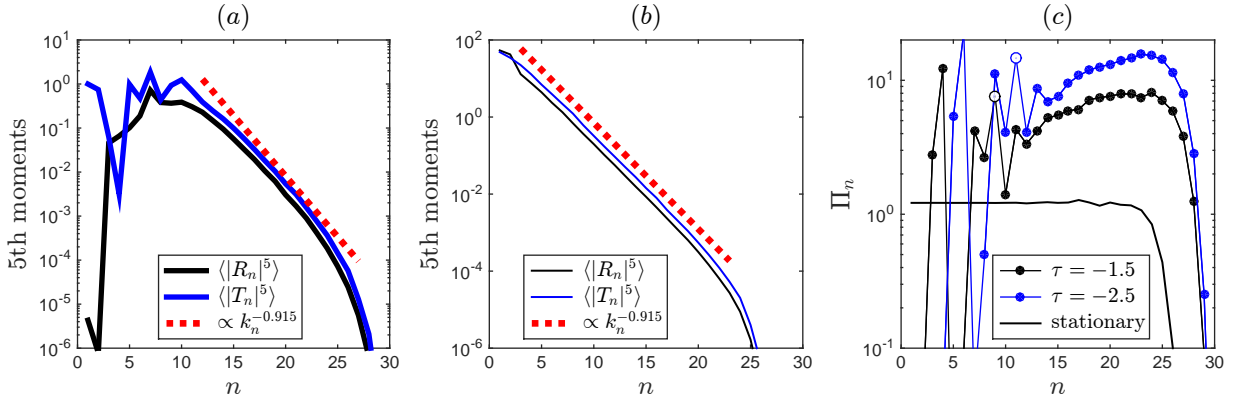 (a)
5th moments
10^1
10^0
10^-1
10^-2
10^-3
10^-4
10^-5
10^-6
0 5 10 15 20 25 30
n
⟨|R_n|^5⟩
⟨|T_n|^5⟩
∝ k_n^{-0.915}
(b)
5th moments
10^2
10^0
10^-2
10^-4
10^-6
0 5 10 15 20 25 30
n
⟨|R_n|^5⟩
⟨|T_n|^5⟩
∝ k_n^{-0.915}
(c)
Π_n
10^1
10^0
10^-1
0 5 10 15 20 25 30
n
τ = −1.5
τ = −2.5
stationary